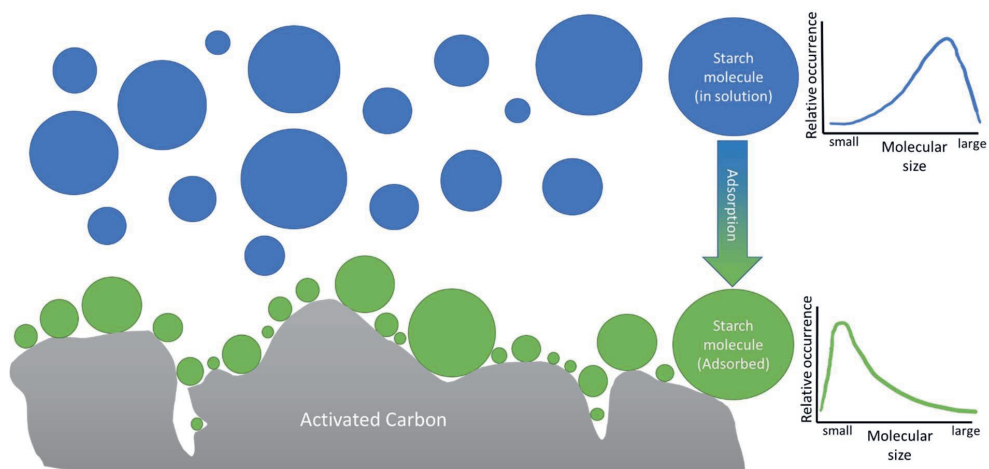 Starch
molecule
(in solution)
Relative occurrence
small
large
Molecular
size
Adsorption
Starch
molecule
(Adsorbed)
Relative occurrence
small
large
Molecular
size
Activated Carbon